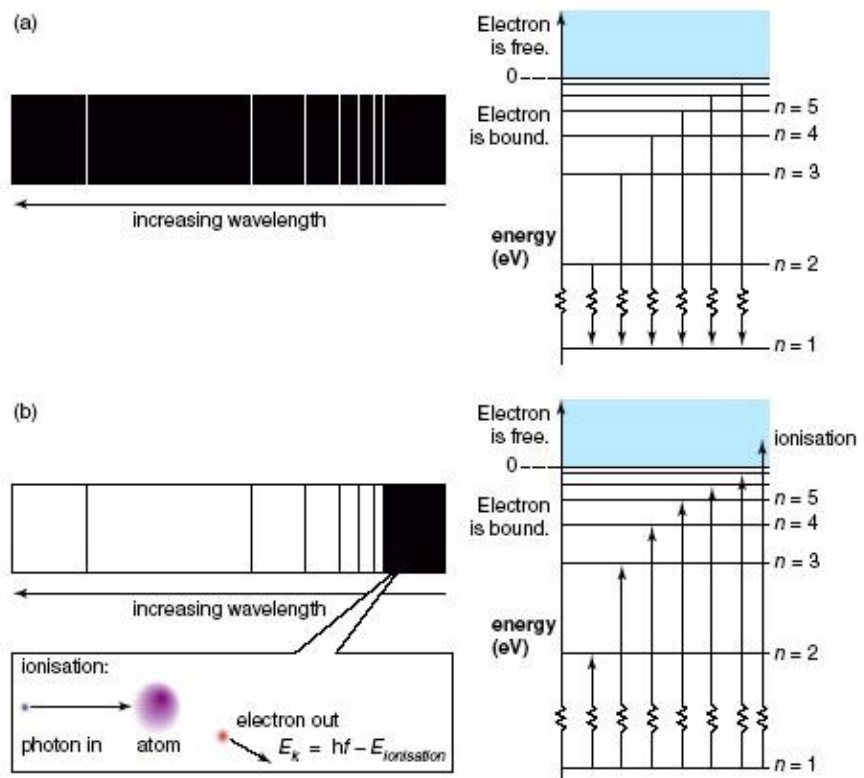 (a)
increasing wavelength
Electron
is free.
0
Electron
is bound.
energy
(eV)
n = 5
n = 4
n = 3
n = 2
n = 1
(b)
increasing wavelength
ionisation:
photon in
atom
electron out
E_k = hf – E_ionisation
Electron
is free.
0
Electron
is bound.
energy
(eV)
ionisation
n = 5
n = 4
n = 3
n = 2
n = 1